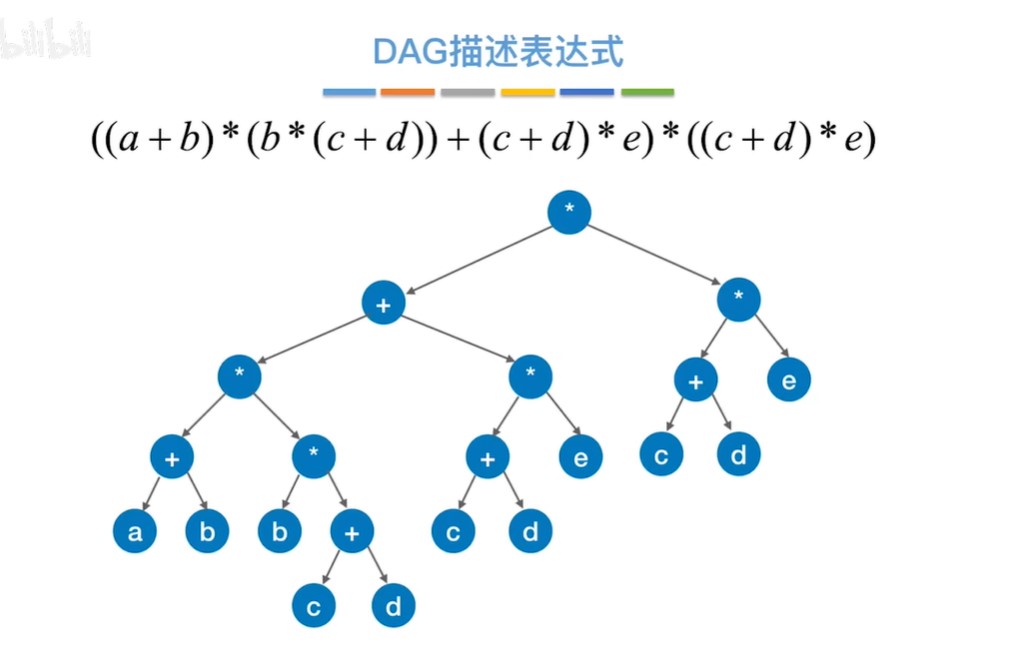 bilibili
DAG描述表达式
((a+b)*(b*(c+d))+(c+d)*e)*((c+d)*e)
*
+ *
* * + e
+ * + e c d
a b b + c d
c d